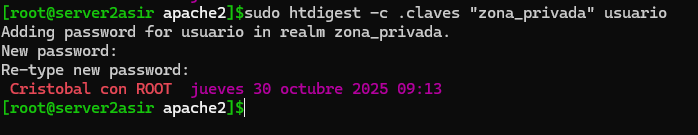 [root@server2asir apache2]$sudo htdigest -c .claves "zona_privada" usuario
Adding password for usuario in realm zona_privada.
New password:
Re-type new password:
Cristobal con ROOT  jueves 30 octubre 2025 09:13
[root@server2asir apache2]$